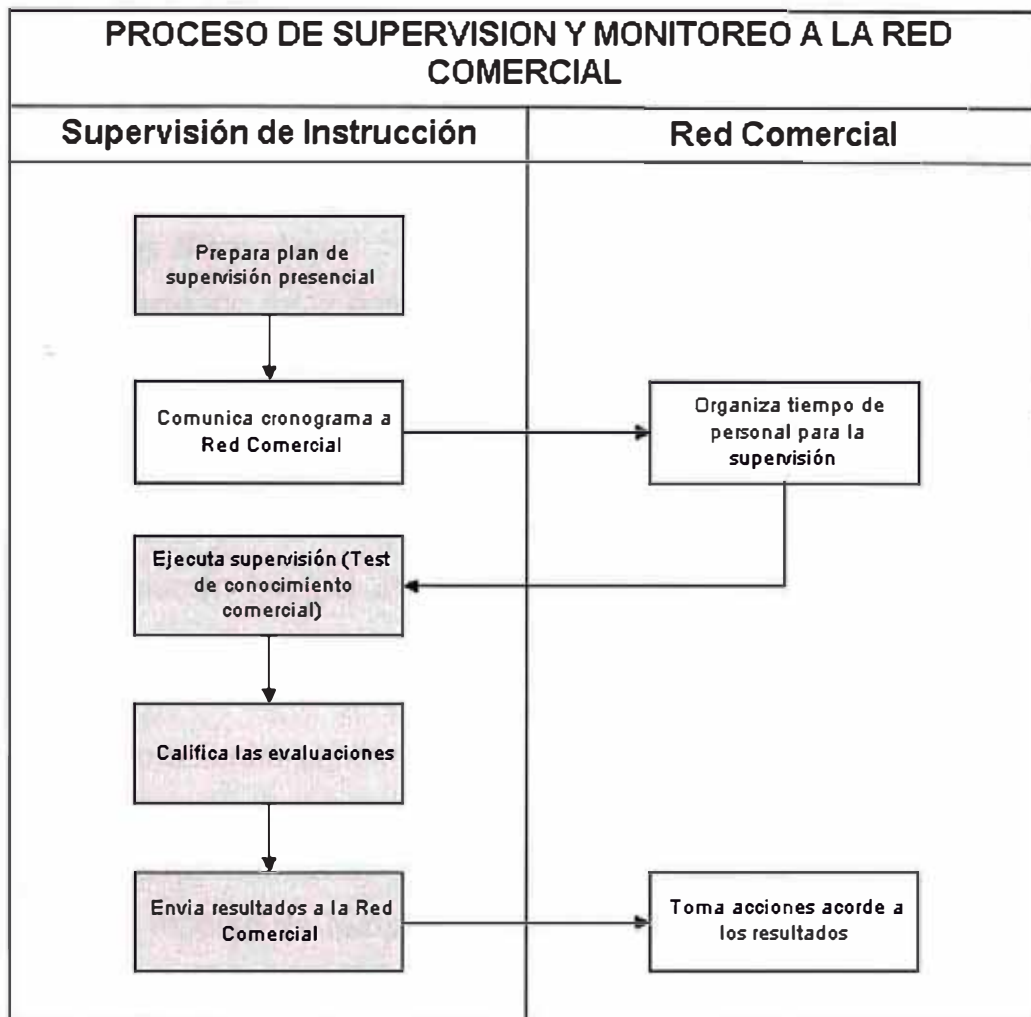 PROCESO DE SUPERVISION Y MONITOREO A LA RED
COMERCIAL
Supervisión de Instrucción
Red Comercial
Prepara plan de
supervisión presencial
Comunica cronograma a
Red Comercial
Organiza tiempo de
personal para la
supervisión
Ejecuta supervisión (Test
de conocimiento
comercial)
Califica las evaluaciones
Envia resultados a la Red
Comercial
Toma acciones acorde a
los resultados